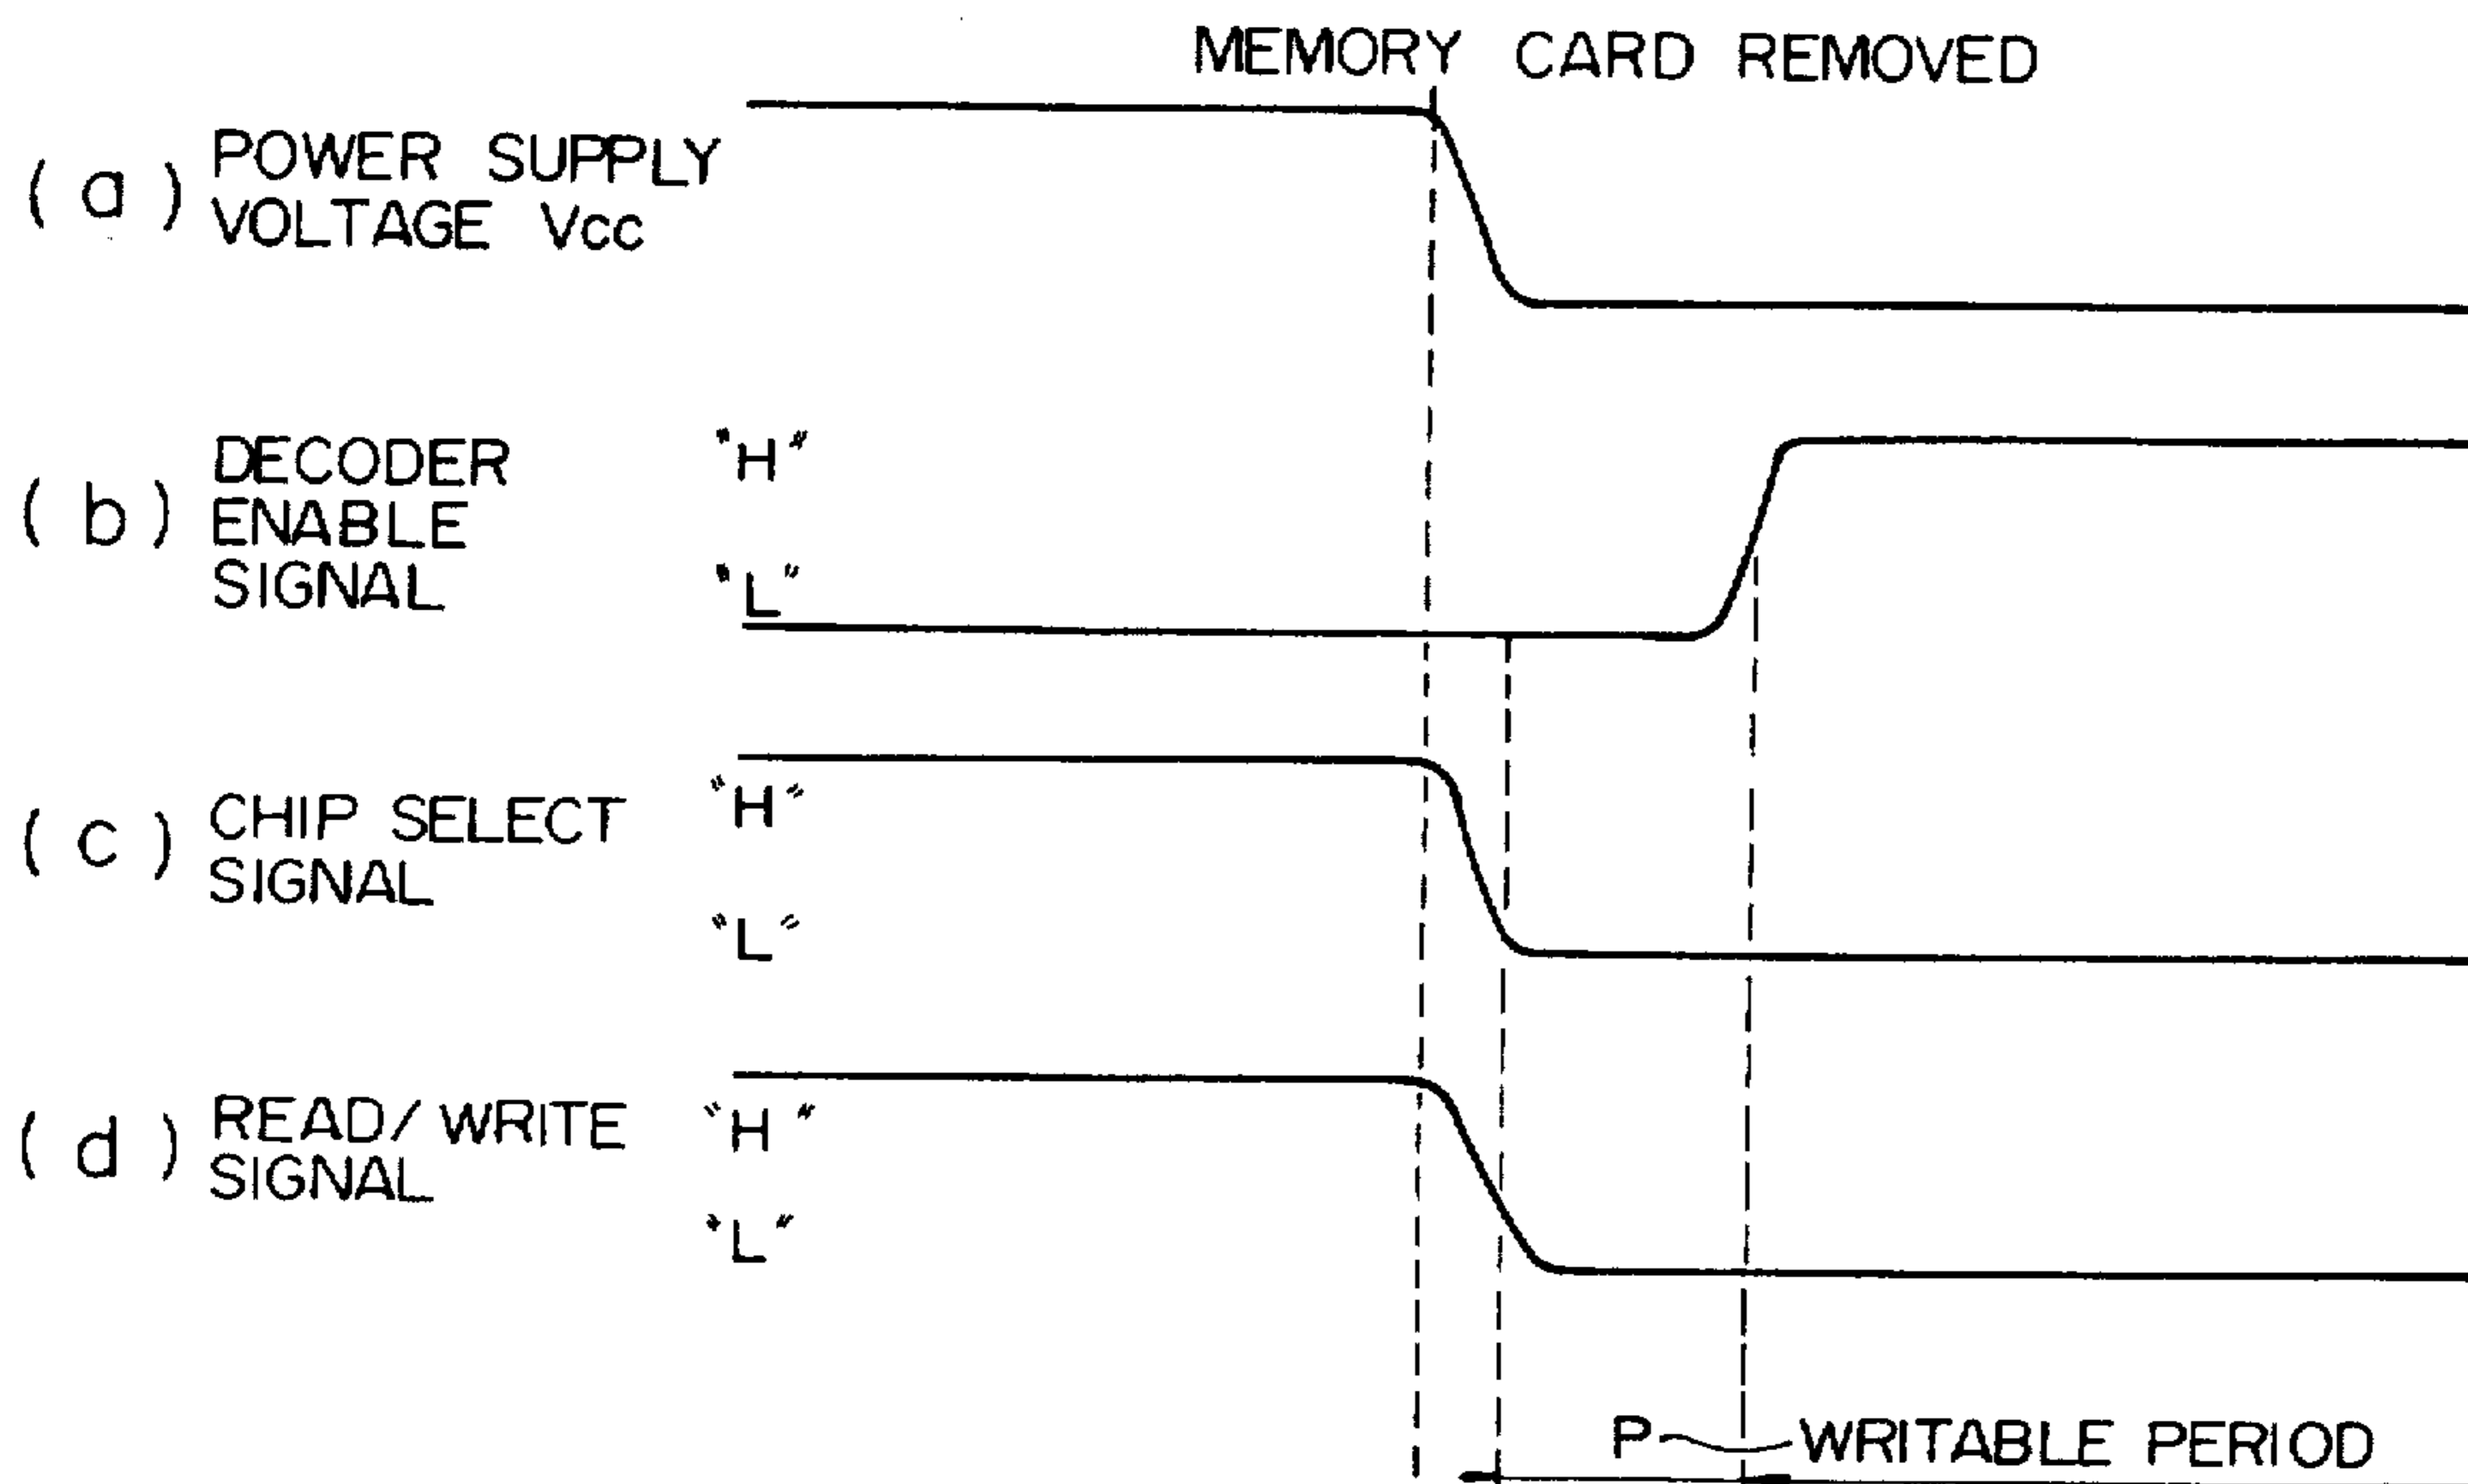 MEMORY CARD REMOVED
(a) POWER SUPPLY
VOLTAGE Vcc
(b) DECODER
ENABLE
SIGNAL
"H"
"L"
(c) CHIP SELECT
SIGNAL
"H"
"L"
(d) READ/WRITE
SIGNAL
"H"
"L"
P WRITABLE PERIOD